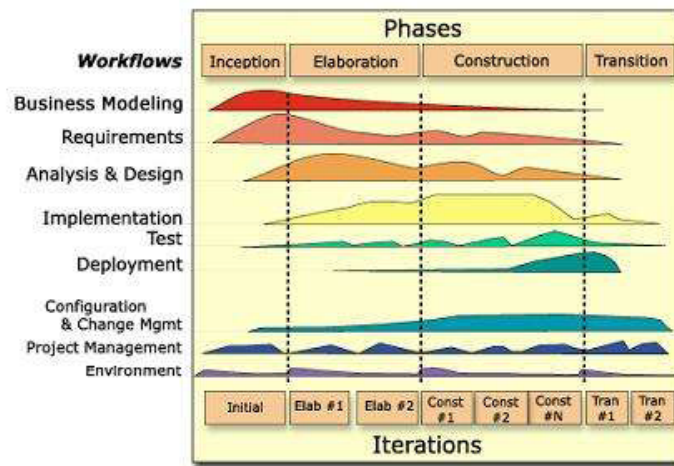 Phases
Workflows
Inception
Elaboration
Construction
Transition
Business Modeling
Requirements
Analysis & Design
Implementation
Test
Deployment
Configuration
& Change Mgmt
Project Management
Environment
Initial
Elab #1
Elab #2
Const
#1
Const
#2
Const
#N
Tran
#1
Tran
#2
Iterations